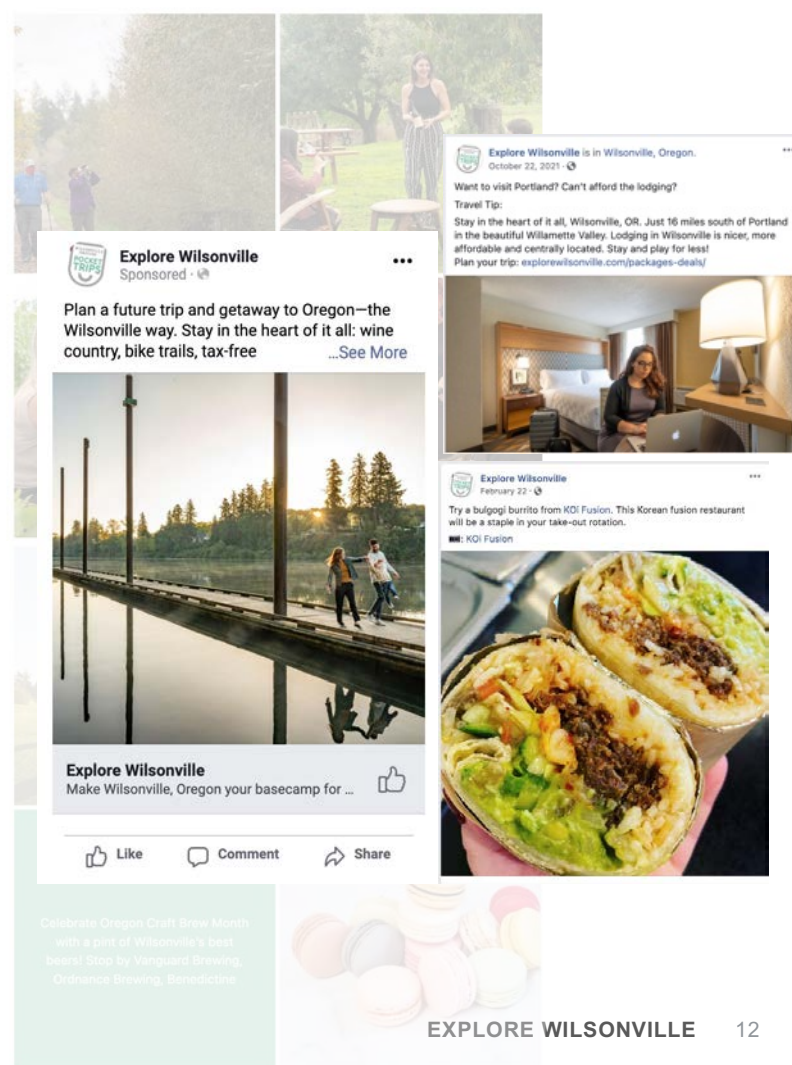 Explore Wilsonville is in Wilsonville, Oregon.
October 22, 2021 ·
Want to visit Portland? Can't afford the lodging?
Travel Tip:
Stay in the heart of it all, Wilsonville, OR. Just 16 miles south of Portland
in the beautiful Willamette Valley. Lodging in Wilsonville is nicer, more
affordable and centrally located. Stay and play for less!
Plan your trip: explorewilsonville.com/packages-deals/
POCKET
TRIPS
Explore Wilsonville
Sponsored ·
Plan a future trip and getaway to Oregon—the
Wilsonville way. Stay in the heart of it all: wine
country, bike trails, tax-free ...See More
Explore Wilsonville
Make Wilsonville, Oregon your basecamp for ...
Like Comment Share
Explore Wilsonville
February 22 ·
Try a bulgogi burrito from KOi Fusion. This Korean fusion restaurant
will be a staple in your take-out rotation.
: KOi Fusion
Celebrate Oregon Craft Brew Month
with a pint of Wilsonville's best
beers! Stop by Vanguard Brewing,
Ordnance Brewing, Benedictine
EXPLORE WILSONVILLE 12